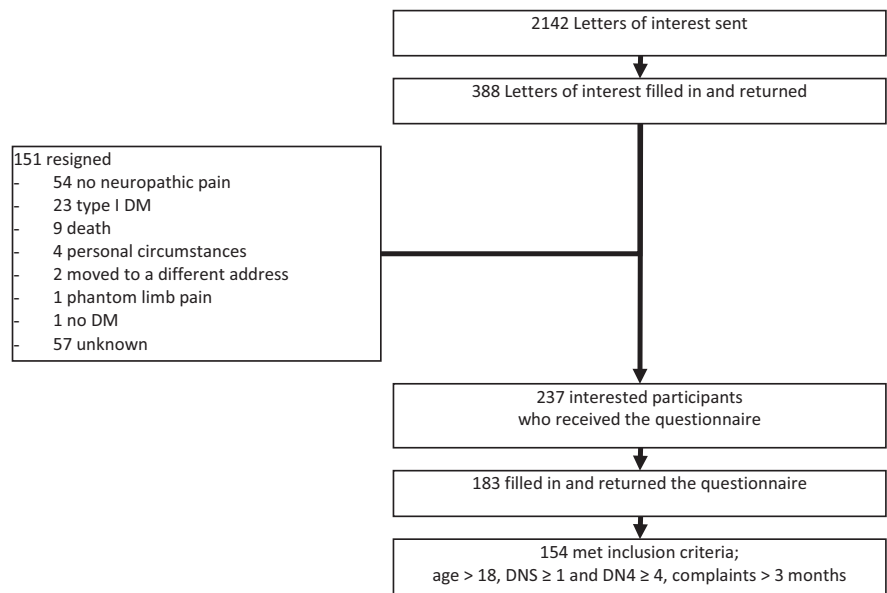 2142 Letters of interest sent
388 Letters of interest filled in and returned
151 resigned
- 54 no neuropathic pain
- 23 type I DM
- 9 death
- 4 personal circumstances
- 2 moved to a different address
- 1 phantom limb pain
- 1 no DM
- 57 unknown
237 interested participants
who received the questionnaire
183 filled in and returned the questionnaire
154 met inclusion criteria;
age > 18, DNS ≥ 1 and DN4 ≥ 4, complaints > 3 months